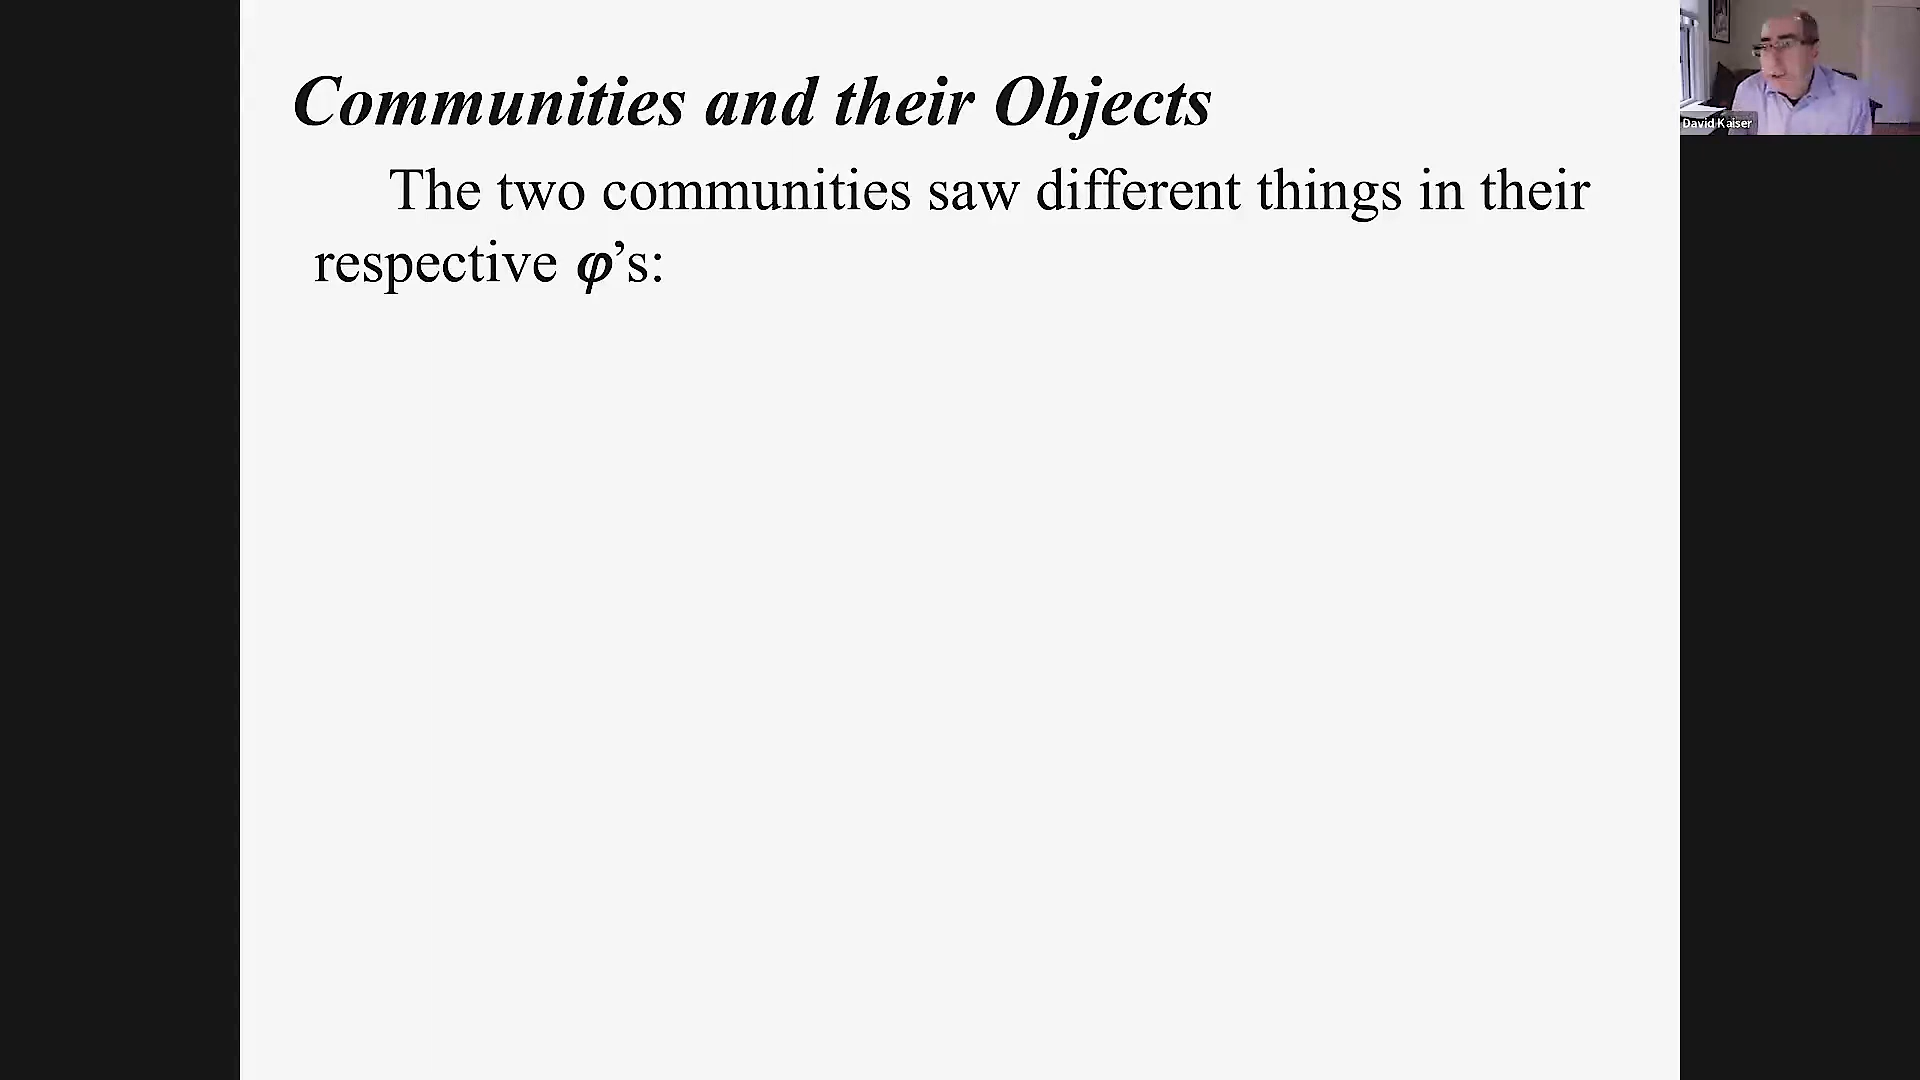 Communities and their Objects
The two communities saw different things in their
respective φ’s:
David Kaiser